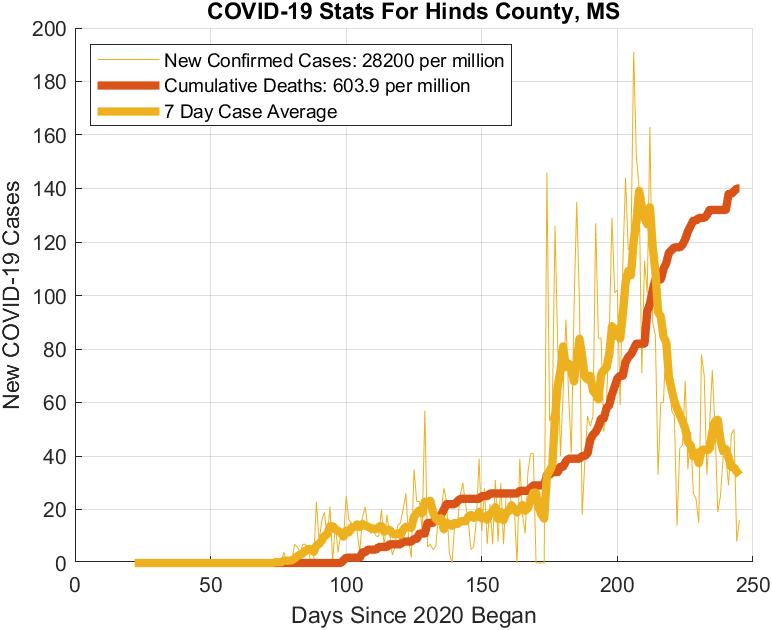 COVID-19 Stats For Hinds County, MS
200
180
160
140
120
100
80
60
40
20
0
New Confirmed Cases: 28200 per million
Cumulative Deaths: 603.9 per million
7 Day Case Average
New COVID-19 Cases
0 50 100 150 200 250
Days Since 2020 Began